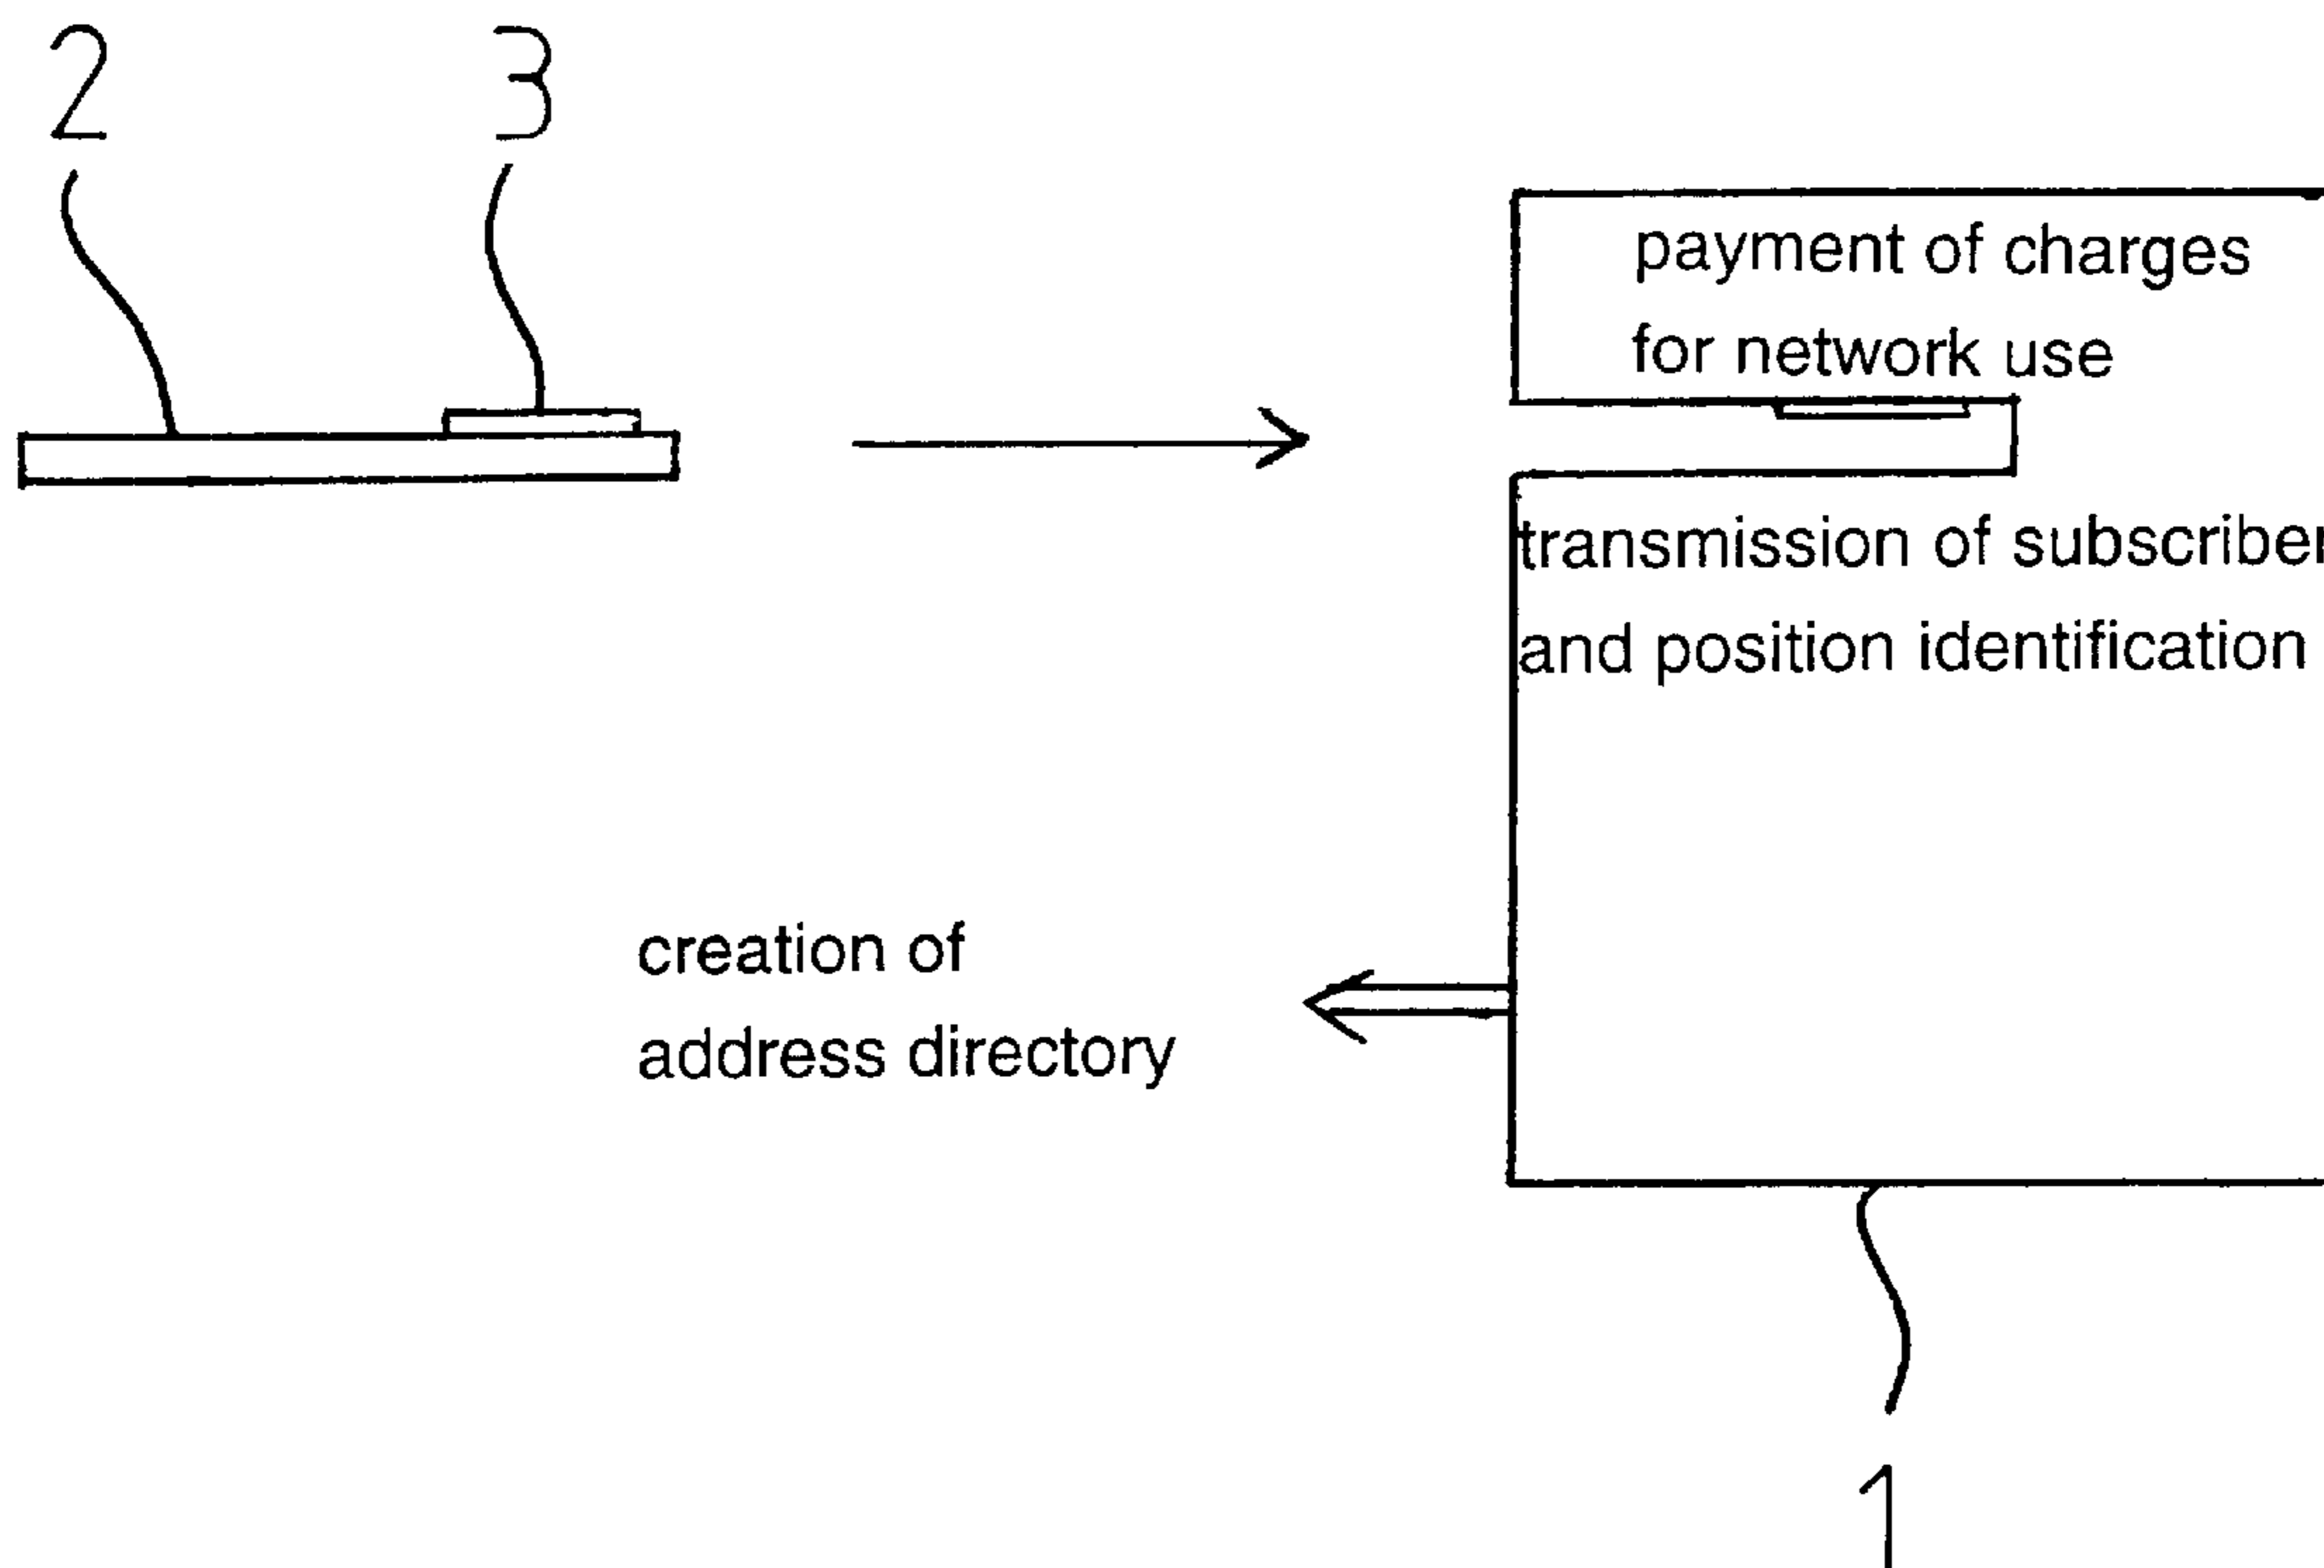 2
3
payment of charges
for network use
transmission of subscriber
and position identification
creation of
address directory
1